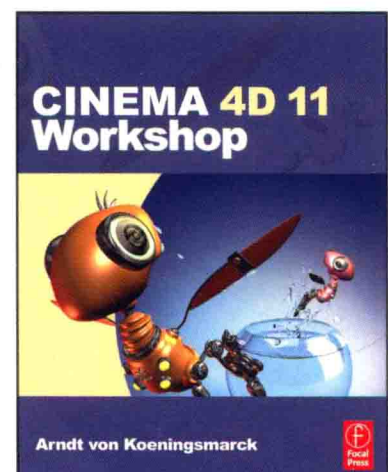 CINEMA 4D 11
Workshop
Arndt von Koeningsmarck
Focal
Press